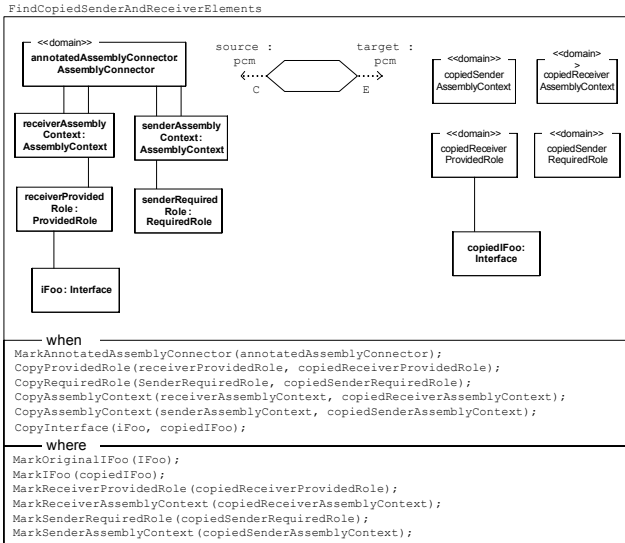 FindCopiedSenderAndReceiverElements
<<domain>>
annotatedAssemblyConnector:
AssemblyConnector
source :
pcm
C
target :
pcm
E
<<domain>>
copiedSender
AssemblyContext
<<domain>
>
copiedReceiver
AssemblyContext
receiverAssembly
Context :
AssemblyContext
senderAssembly
Context :
AssemblyContext
<<domain>>
copiedReceiver
ProvidedRole
<<domain>>
copiedSender
RequiredRole
receiverProvided
Role :
ProvidedRole
senderRequired
Role :
RequiredRole
copiedIFoo:
Interface
iFoo : Interface
when
MarkAnnotatedAssemblyConnector(annotatedAssemblyConnector);
CopyProvidedRole(receiverProvidedRole, copiedReceiverProvidedRole);
CopyRequiredRole(SenderRequiredRole, copiedSenderRequiredRole);
CopyAssemblyContext(receiverAssemblyContext, copiedReceiverAssemblyContext);
CopyAssemblyContext(senderAssemblyContext, copiedSenderAssemblyContext);
CopyInterface(iFoo, copiedIFoo);
where
MarkOriginalIFoo(IFoo);
MarkIFoo(copiedIFoo);
MarkReceiverProvidedRole(copiedReceiverProvidedRole);
MarkReceiverAssemblyContext(copiedReceiverAssemblyContext);
MarkSenderRequiredRole(copiedSenderRequiredRole);
MarkSenderAssemblyContext(copiedSenderAssemblyContext);